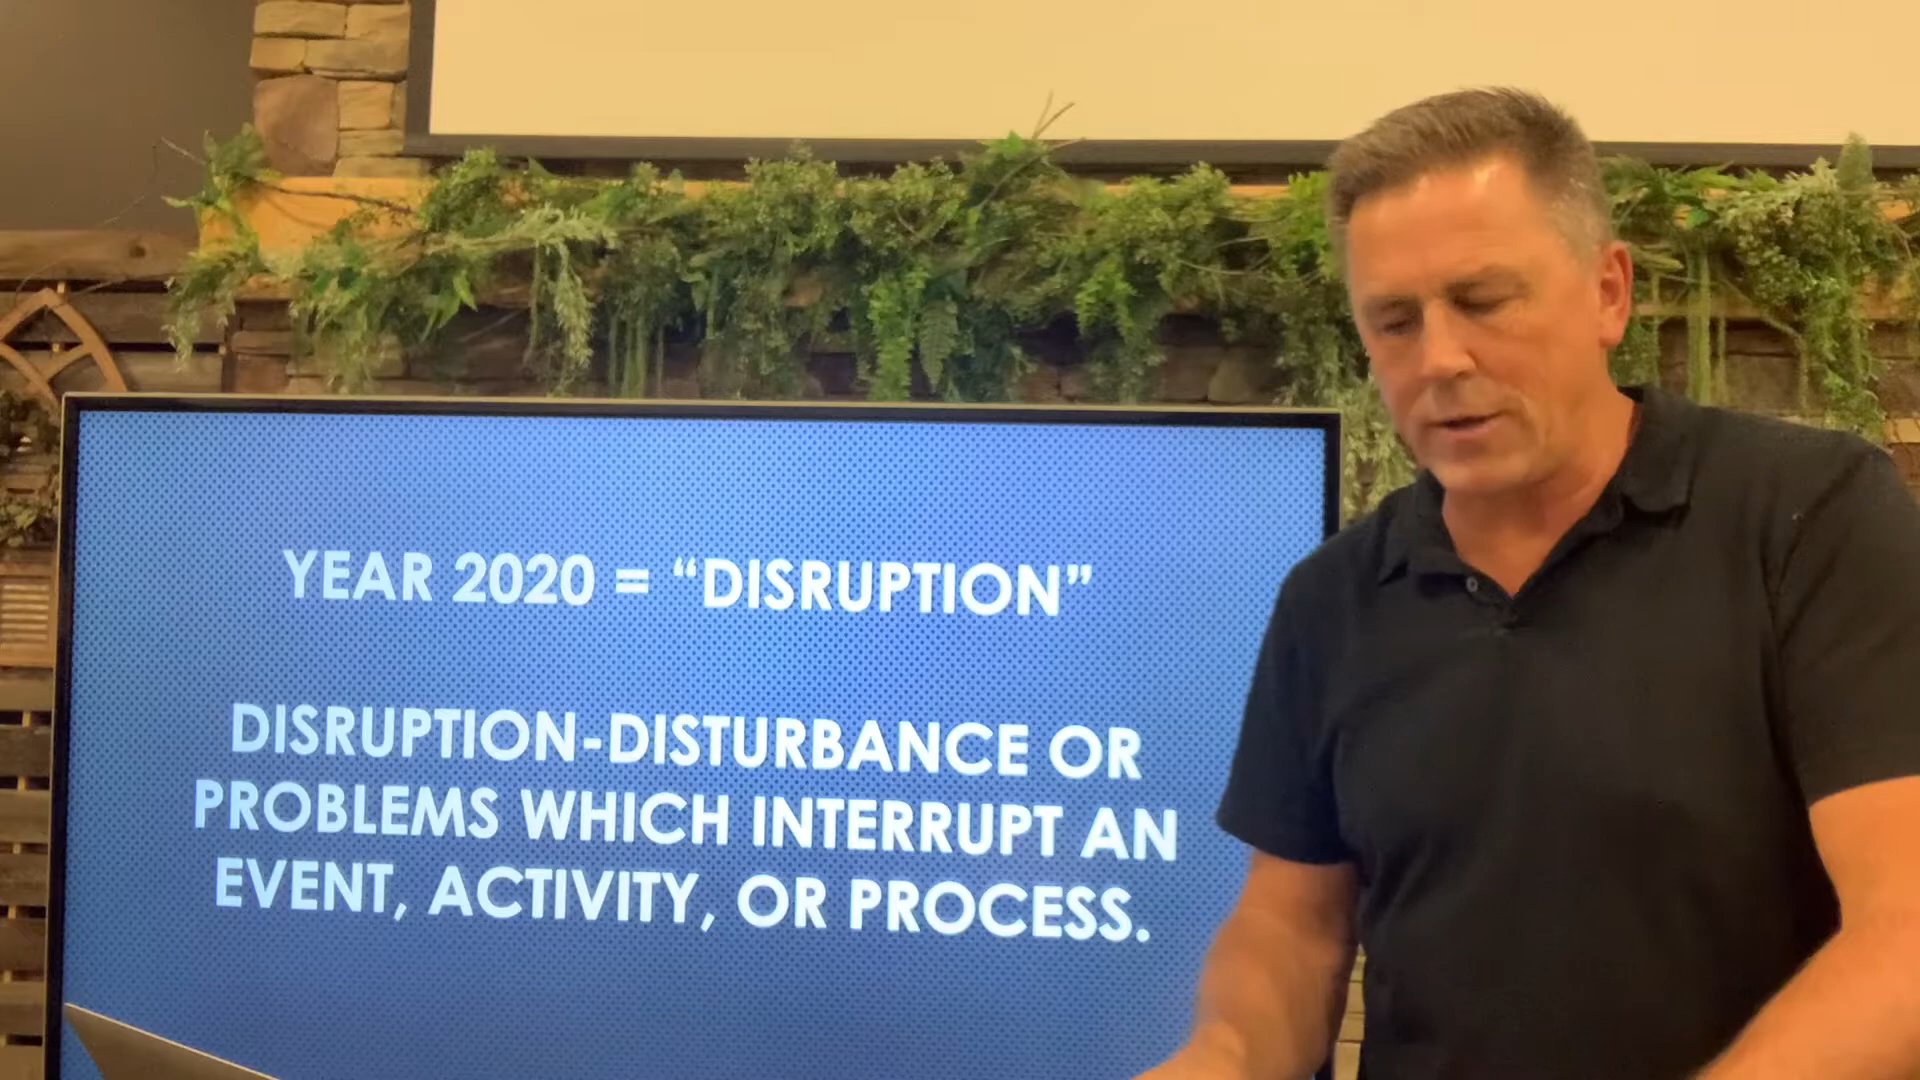 YEAR 2020 = “DISRUPTION”
DISRUPTION-DISTURBANCE OR
PROBLEMS WHICH INTERRUPT AN
EVENT, ACTIVITY, OR PROCESS.